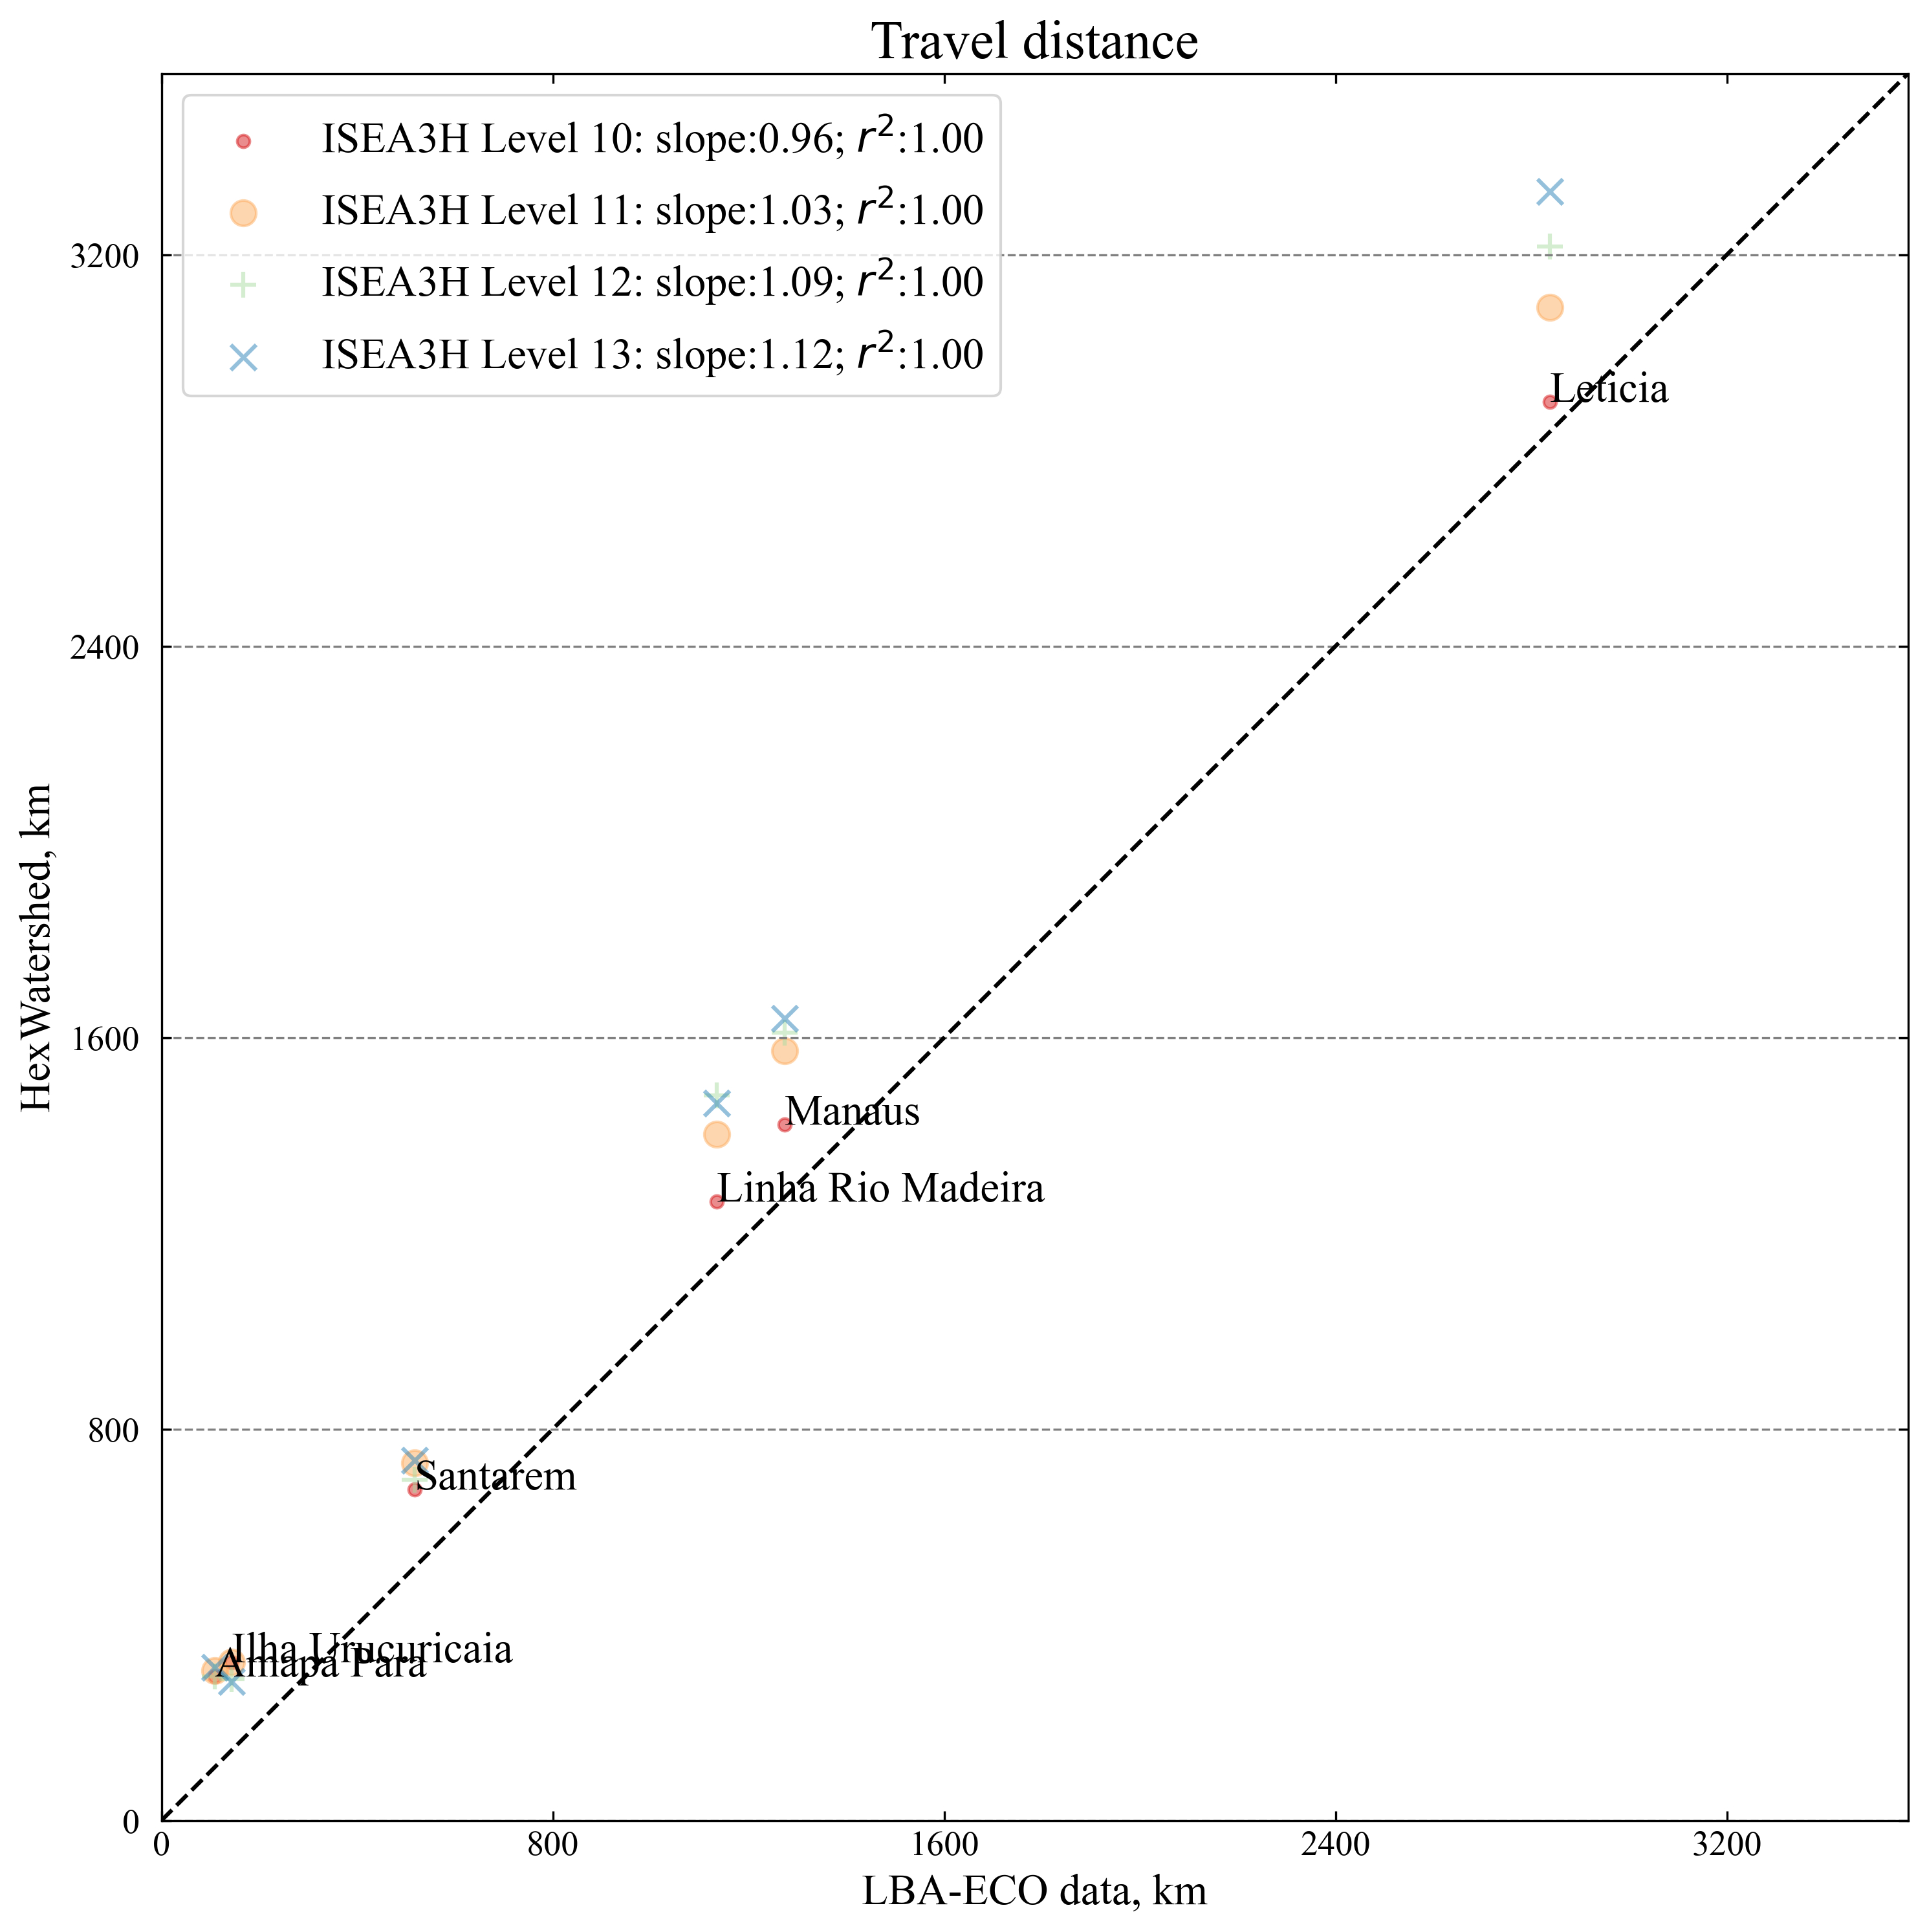 Travel distance
ISEA3H Level 10: slope:0.96; r²:1.00
ISEA3H Level 11: slope:1.03; r²:1.00
ISEA3H Level 12: slope:1.09; r²:1.00
ISEA3H Level 13: slope:1.12; r²:1.00
3200
2400
1600
800
0
HexWatershed, km
Leticia
Manaus
Linha Rio Madeira
Santarem
Ilha Urucuricaia
Amapa Para
0
800
1600
2400
3200
LBA-ECO data, km